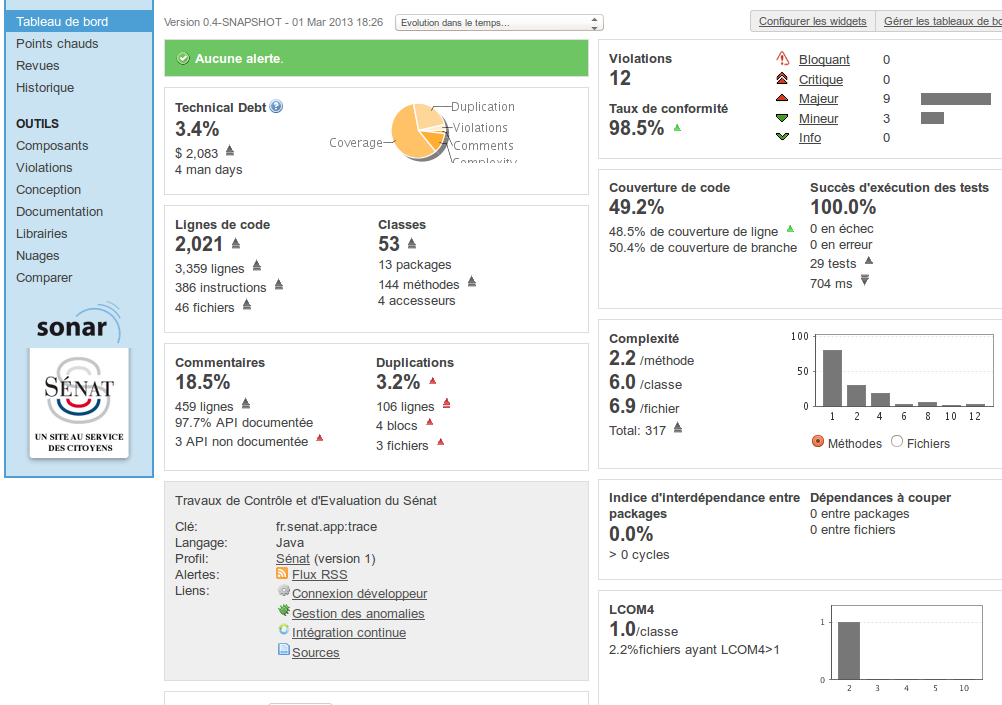 Tableau de bord
Points chauds
Revues
Historique
OUTILS
Composants
Violations
Conception
Documentation
Librairies
Nuages
Comparer
sonar
SÉNAT
UN SITE AU SERVICE
DES CITOYENS
Version 0.4-SNAPSHOT - 01 Mar 2013 18:26
Evolution dans le temps...
Configurer les widgets
Gérer les tableaux de
Aucune alerte.
Technical Debt ?
3.4%
$ 2,083
4 man days
Coverage
Duplication
Violations
Comments
Complexity
Lignes de code
2,021
3,359 lignes
386 instructions
46 fichiers
Classes
53
13 packages
144 méthodes
4 accesseurs
Commentaires
18.5%
459 lignes
97.7% API documentée
3 API non documentée
Duplications
3.2%
106 lignes
4 blocs
3 fichiers
Travaux de Contrôle et d'Evaluation du Sénat
Clé: fr.senat.app:trace
Langage: Java
Profil: Sénat (version 1)
Alertes: Flux RSS
Liens: Connexion développeur
Gestion des anomalies
Intégration continue
Sources
Violations
12
Taux de conformité
98.5%
Bloquant 0
Critique 0
Majeur 9
Mineur 3
Info 0
Couverture de code
49.2%
48.5% de couverture de ligne
50.4% de couverture de branche
Succès d'exécution des tests
100.0%
0 en échec
0 en erreur
29 tests
704 ms
Complexité
2.2 /méthode
6.0 /classe
6.9 /fichier
Total: 317
100
50
0
1 2 4 6 8 10 12
Méthodes Fichiers
Indice d'interdépendance entre
packages
0.0%
> 0 cycles
Dépendances à couper
0 entre packages
0 entre fichiers
LCOM4
1.0/classe
2.2%fichiers ayant LCOM4>1
1
0
2 3 4 5 10